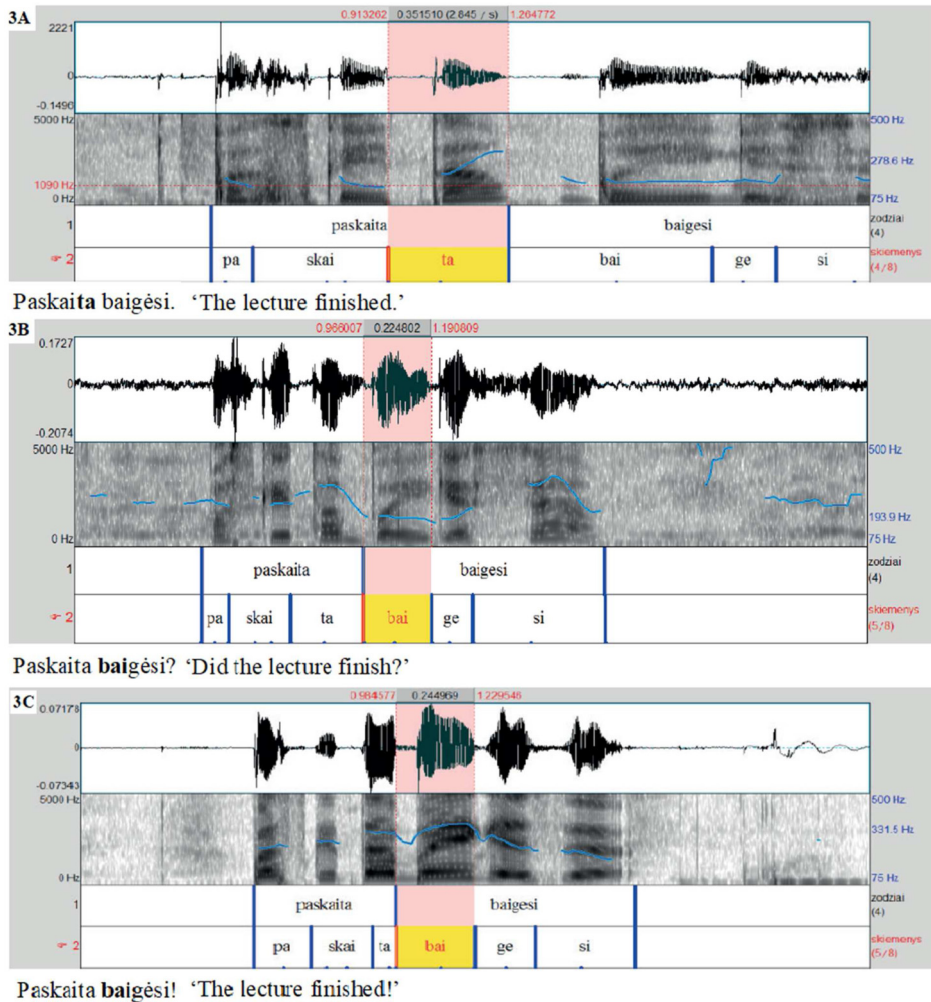 3A
0.913202 0.351510 (2.845 / s) 1.204772
2221
0
-0.1496
5000 Hz 500 Hz
278.6 Hz
1090 Hz
0 Hz 75 Hz
1 paskaita baigesi zodziai
(4)
2 pa skai ta bai ge si skiemenys
(4/8)
Paskaita baigėsi. ‘The lecture finished.’
3B
0.966007 0.224802 1.190809
0.1727
0
-0.2074
5000 Hz 500 Hz
193.9 Hz
0 Hz 75 Hz
1 paskaita baigesi zodziai
(4)
2 pa skai ta bai ge si skiemenys
(5/8)
Paskaita baigėsi? ‘Did the lecture finish?’
3C
0.984577 0.244969 1.229546
0.07178
0
-0.07343
5000 Hz 500 Hz
331.5 Hz
0 Hz 75 Hz
1 paskaita baigesi zodziai
(4)
2 pa skai ta bai ge si skiemenys
(5/8)
Paskaita baigėsi! ‘The lecture finished!’